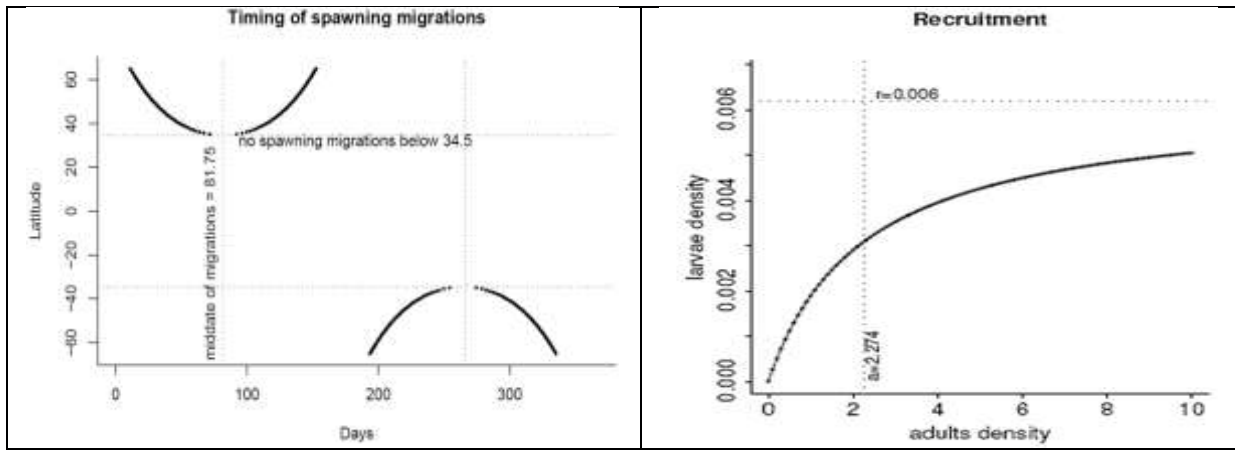 Timing of spawning migrations
Latitude
60
40
20
0
−20
−40
−60
middate of migrations = 81.75
no spawning migrations below 34.5
0 100 200 300
Days
Recruitment
larvae density
0.006
0.004
0.002
0.000
r=0.006
a=2.274
0 2 4 6 8 10
adults density